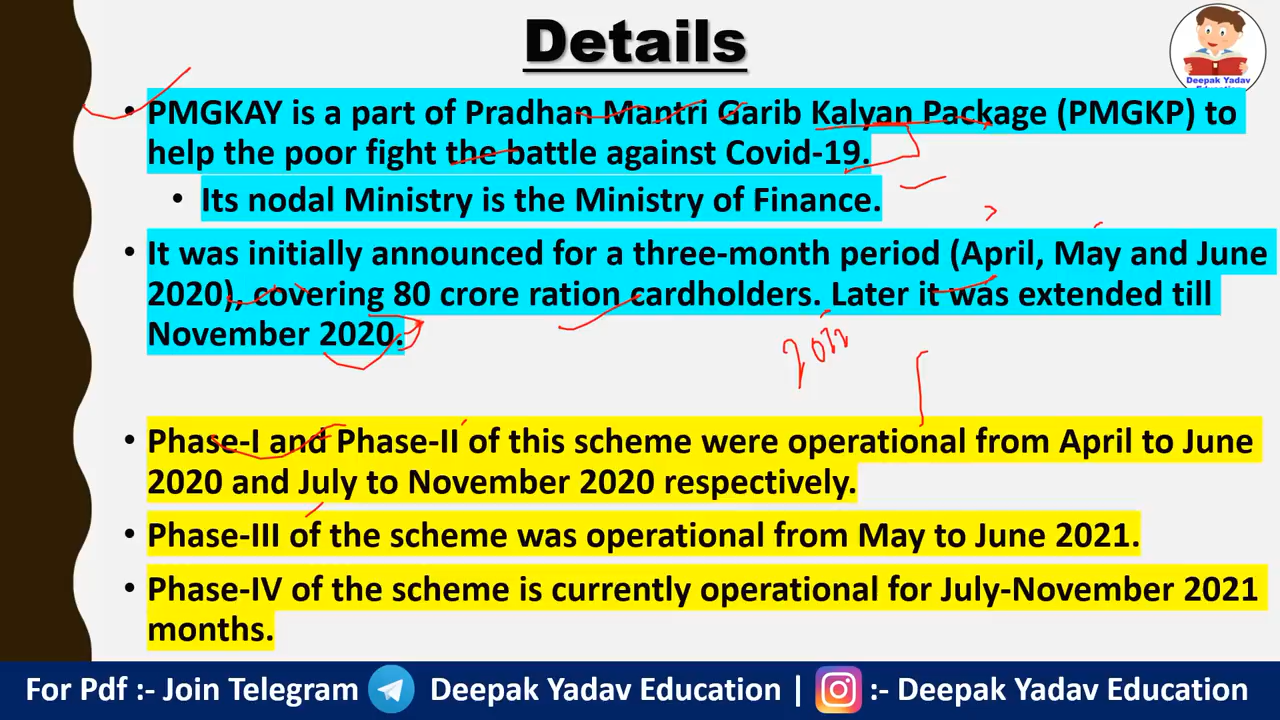 Details
Deepak Yadav
Education
• PMGKAY is a part of Pradhan Mantri Garib Kalyan Package (PMGKP) to
help the poor fight the battle against Covid-19.
• Its nodal Ministry is the Ministry of Finance.
• It was initially announced for a three-month period (April, May and June
2020), covering 80 crore ration cardholders. Later it was extended till
November 2020.
• Phase-I and Phase-II of this scheme were operational from April to June
2020 and July to November 2020 respectively.
• Phase-III of the scheme was operational from May to June 2021.
• Phase-IV of the scheme is currently operational for July-November 2021
months.
For Pdf :- Join Telegram Deepak Yadav Education | :- Deepak Yadav Education